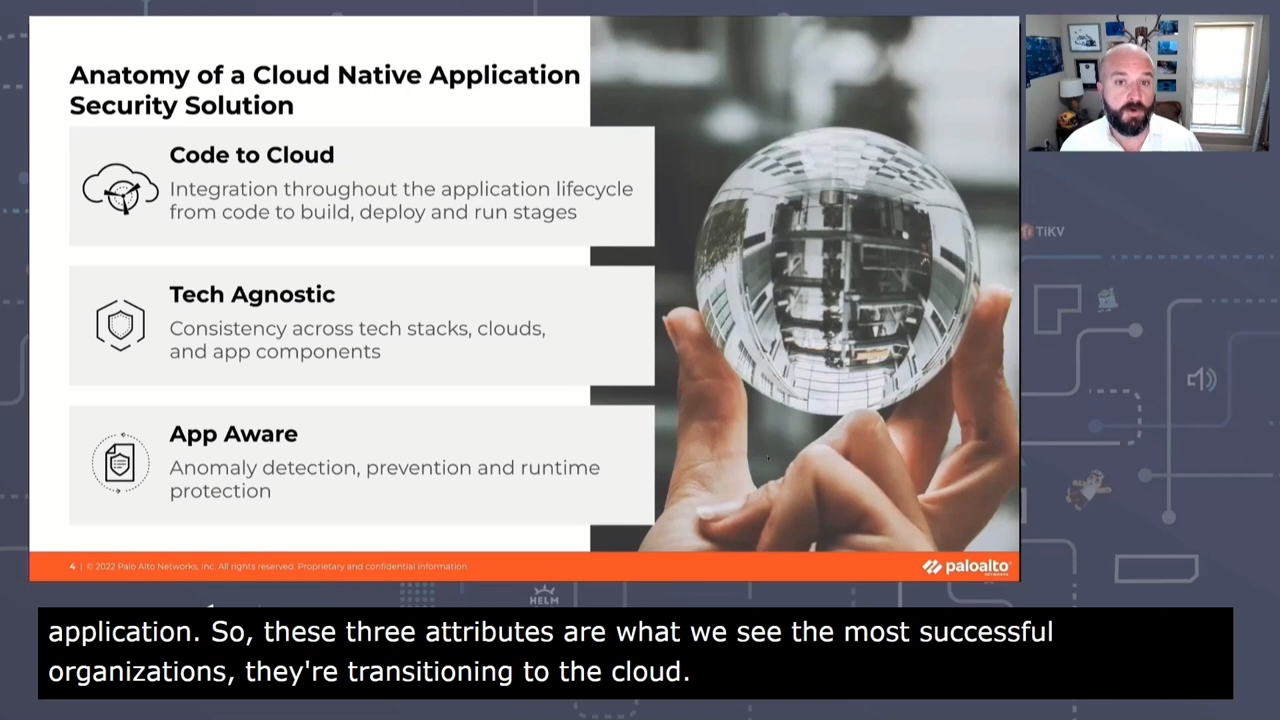 Anatomy of a Cloud Native Application
Security Solution
Code to Cloud
Integration throughout the application lifecycle
from code to build, deploy and run stages
Tech Agnostic
Consistency across tech stacks, clouds,
and app components
App Aware
Anomaly detection, prevention and runtime
protection
4 | © 2022 Palo Alto Networks, Inc. All rights reserved. Proprietary and confidential information.
paloalto
NETWORKS
TiKV
HELM
application. So, these three attributes are what we see the most successful
organizations, they're transitioning to the cloud.